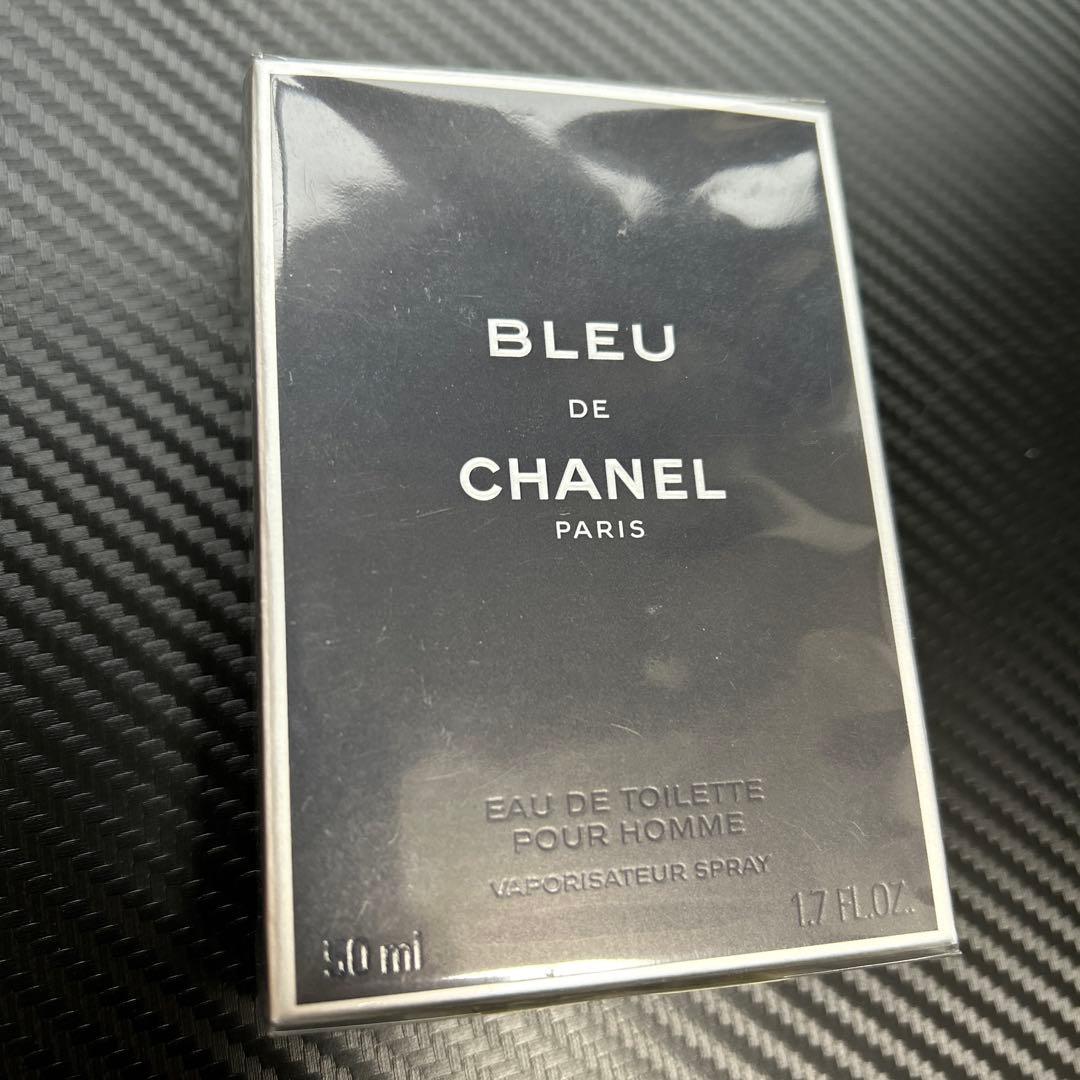 BLEU
DE
CHANEL
PARIS
EAU DE TOILETTE
POUR HOMME
VAPORISATEUR SPRAY
1.7 FL.OZ.
50 ml